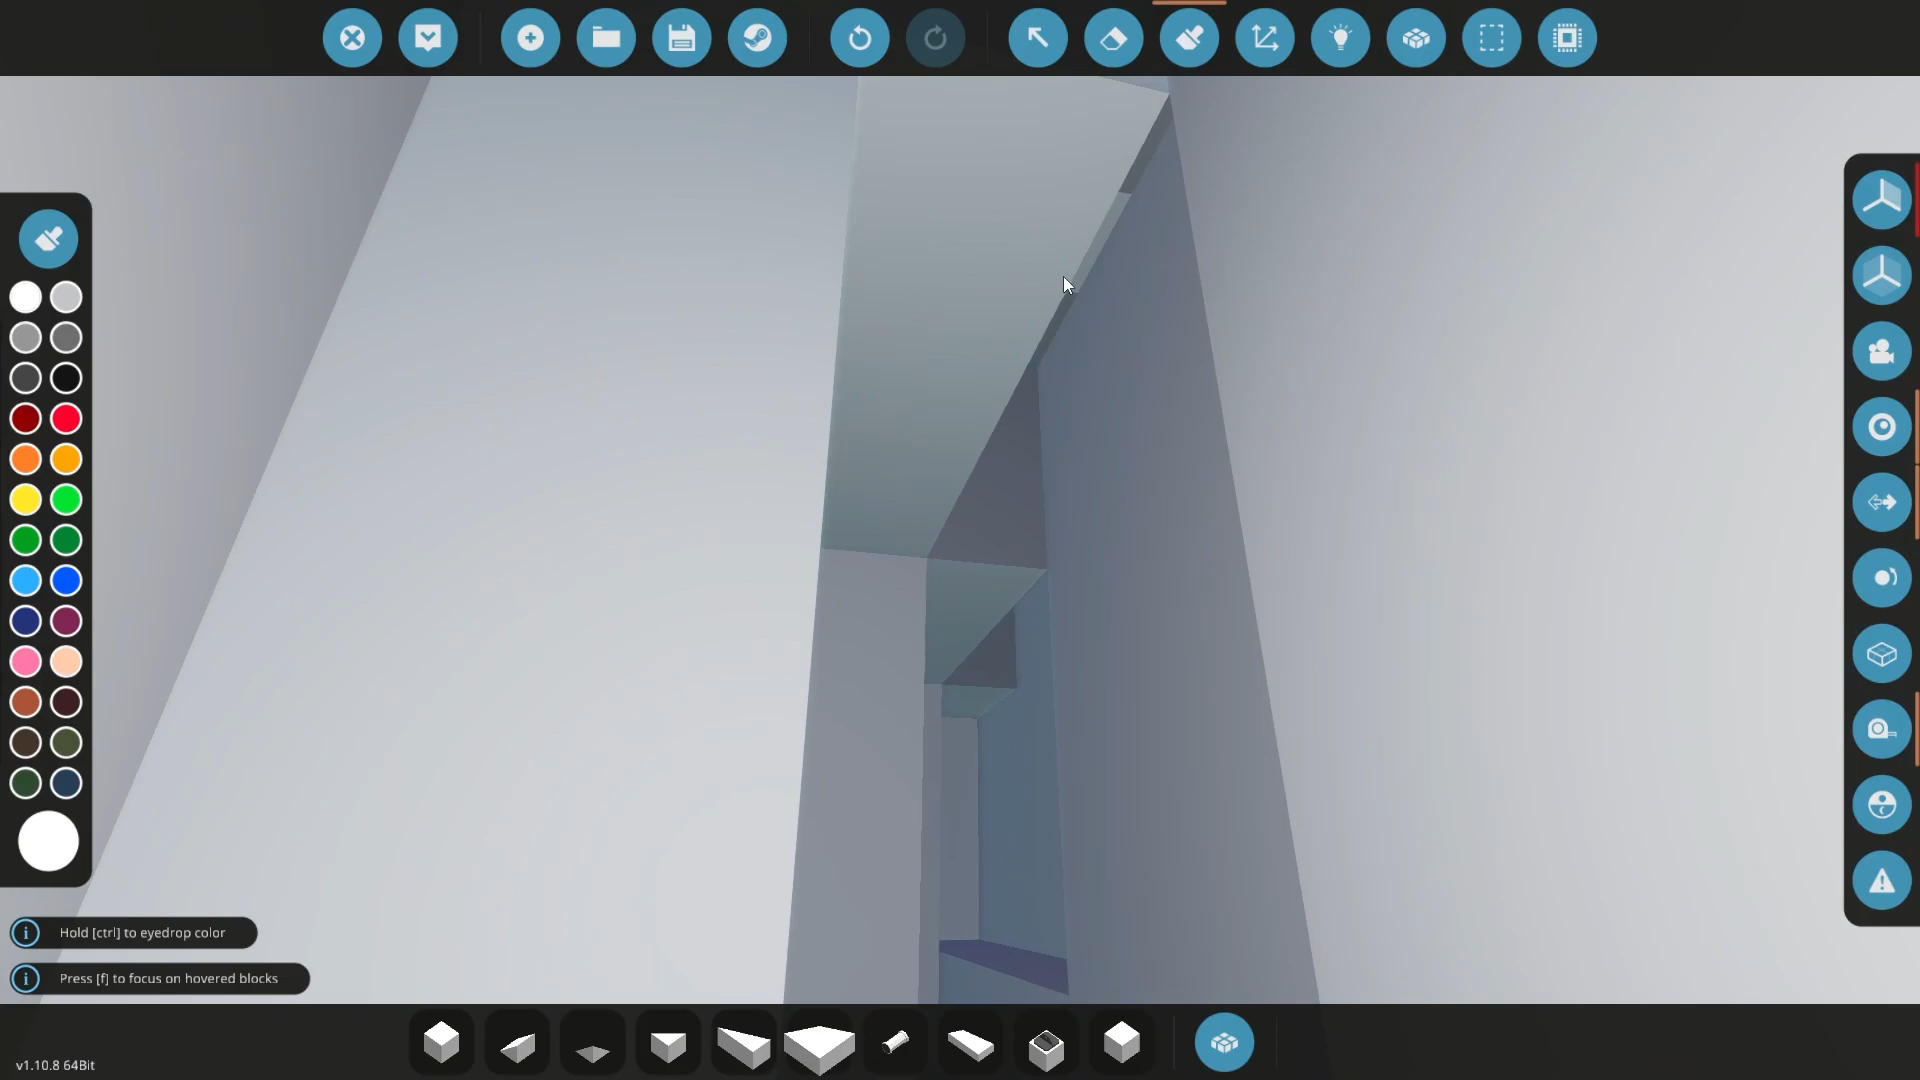 Hold [ctrl] to eyedrop color
Press [f] to focus on hovered blocks
v1.10.8 64Bit